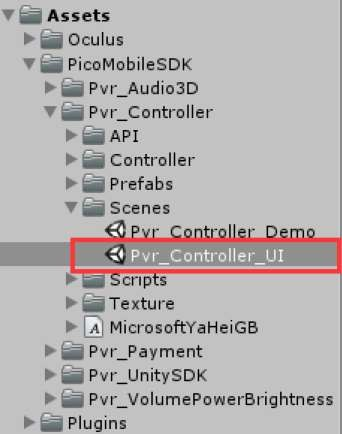 Assets
Oculus
PicoMobileSDK
Pvr_Audio3D
Pvr_Controller
API
Controller
Prefabs
Scenes
Pvr_Controller_Demo
Pvr_Controller_UI
Scripts
Texture
MicrosoftYaHeiGB
Pvr_Payment
Pvr_UnitySDK
Pvr_VolumePowerBrightness
Plugins